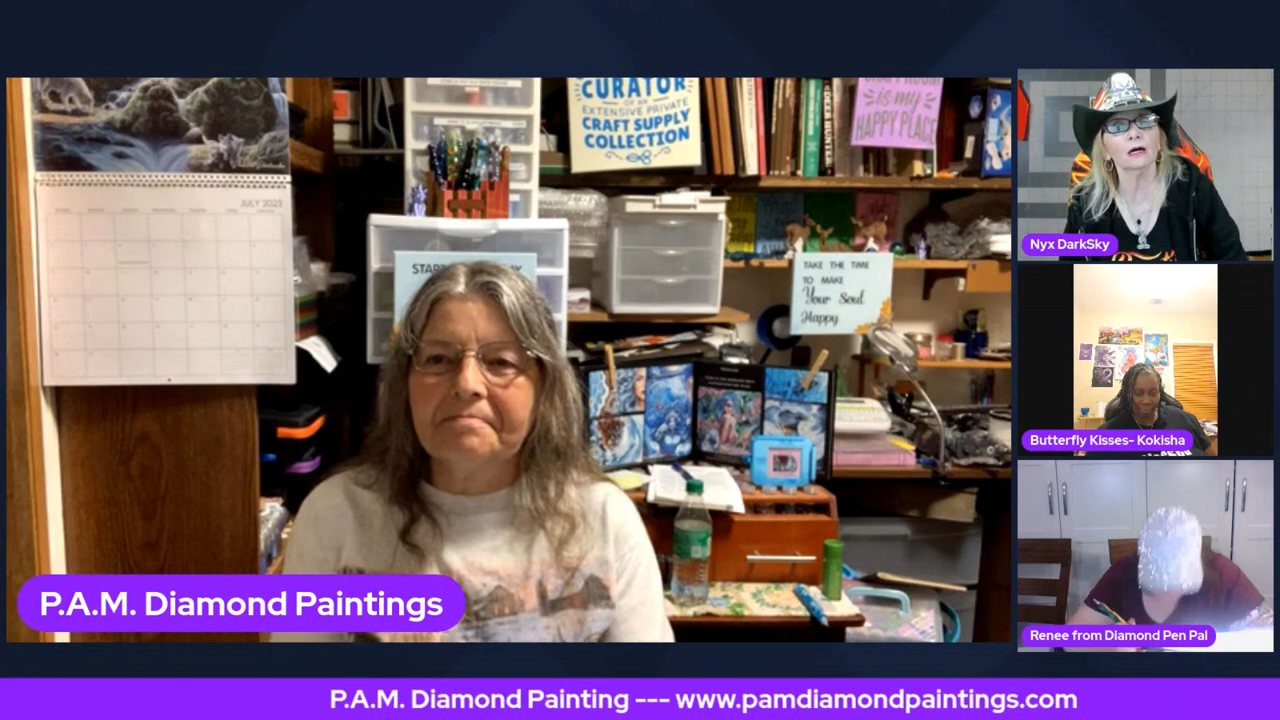 JULY 2023
CURATOR
OF AN
EXTENSIVE PRIVATE
CRAFT SUPPLY
COLLECTION
is my
HAPPY PLACE
DEER HUNTER
TAKE THE TIME
TO MAKE
Your Soul
Happy
Nyx DarkSky
Butterfly Kisses- Kokisha
Renee from Diamond Pen Pal
P.A.M. Diamond Paintings
P.A.M. Diamond Painting --- www.pamdiamondpaintings.com